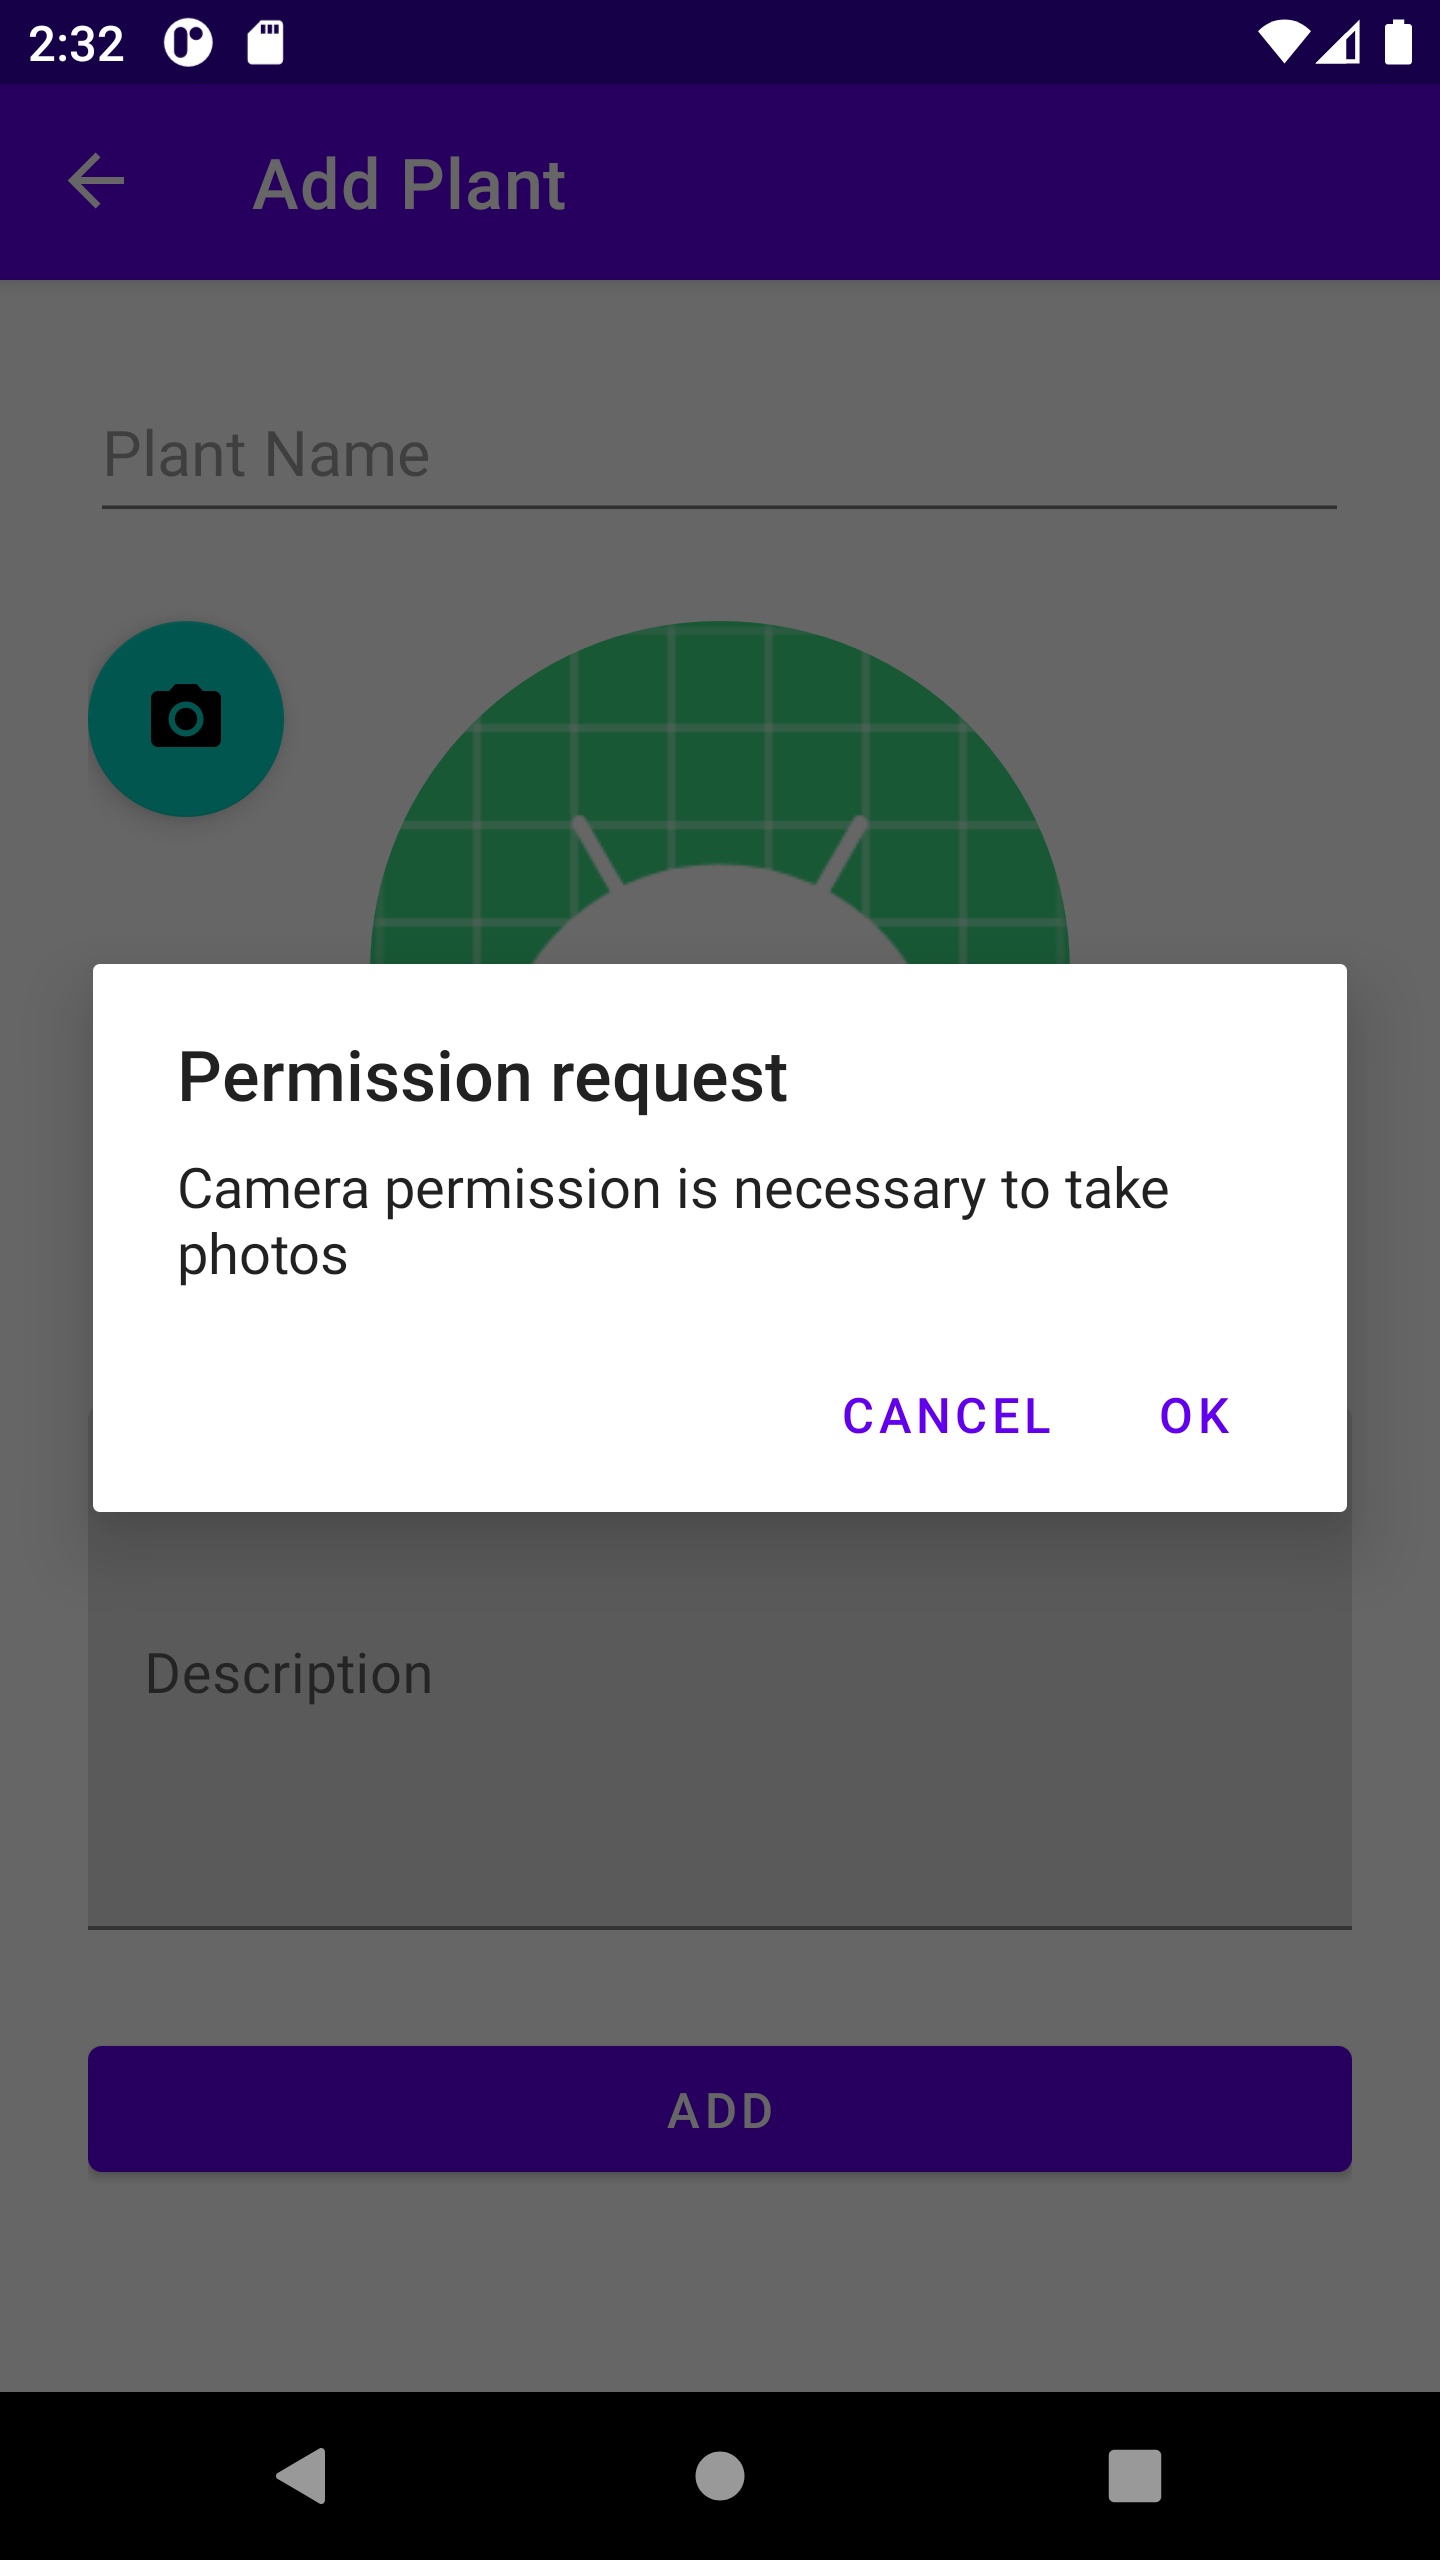 2:32
Add Plant
Plant Name
Permission request
Camera permission is necessary to take
photos
CANCEL OK
Description
ADD